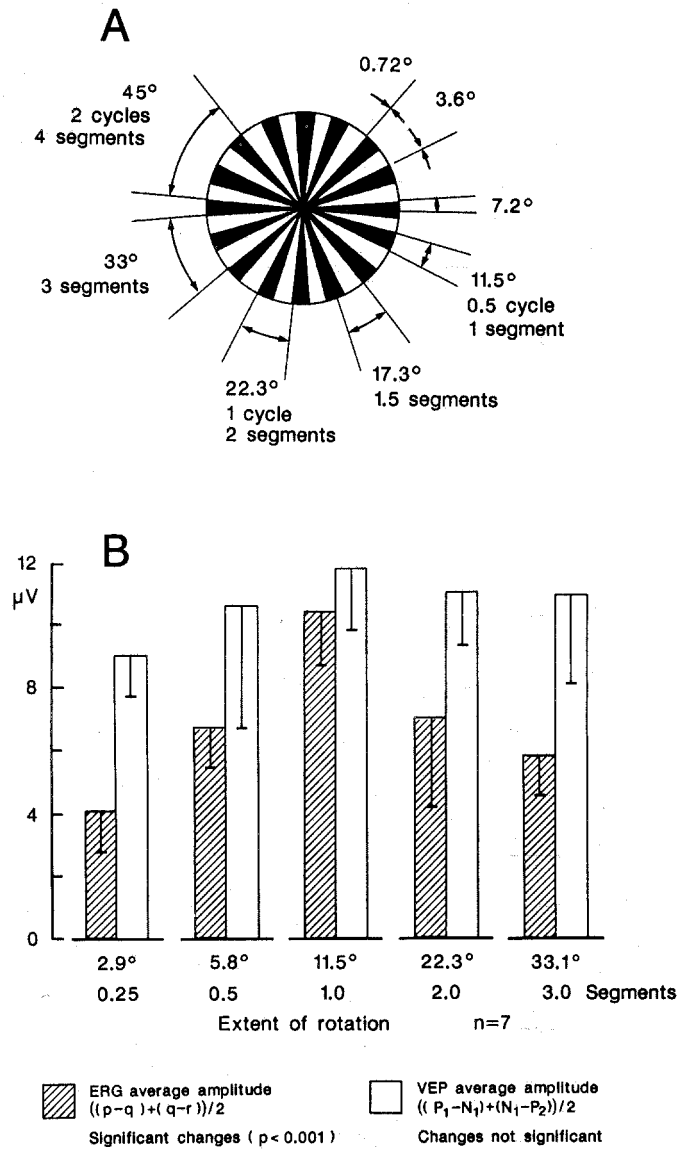 A
45°
2 cycles
4 segments
0.72°
3.6°
7.2°
33°
3 segments
11.5°
0.5 cycle
1 segment
22.3°
1 cycle
2 segments
17.3°
1.5 segments
B
12
µV
8
4
0
2.9° 5.8° 11.5° 22.3° 33.1°
0.25 0.5 1.0 2.0 3.0 Segments
Extent of rotation n=7
ERG average amplitude
((p-q)+(q-r))/2
Significant changes (p< 0.001)
VEP average amplitude
((P₁-N₁)+(N₁-P₂))/2
Changes not significant